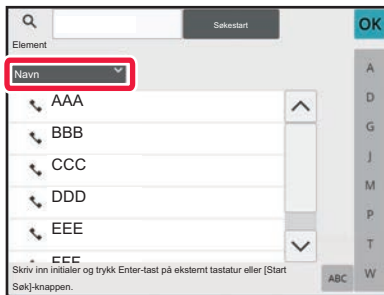 Søkestart
OK
Element
Navn
AAA
BBB
CCC
DDD
EEE
FFF
A
D
G
J
M
P
T
W
ABC
Skriv inn initialer og trykk Enter-tast på eksternt tastatur eller [Start
Søk]-knappen.